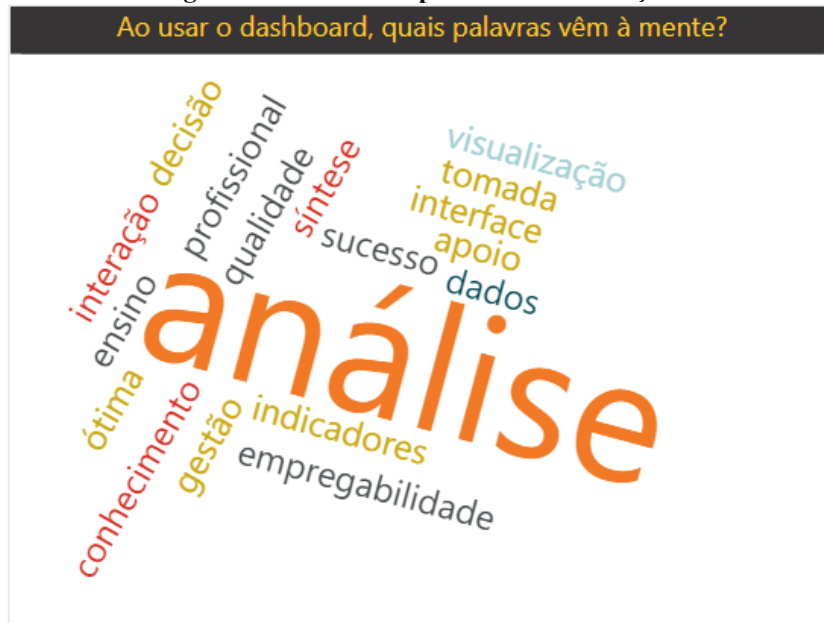 Ao usar o dashboard, quais palavras vêm à mente?
decisão
profissional
qualidade
síntese
visualização
tomada
interface
apoio
interação
sucesso
dados
ensino
análise
ótima
conhecimento
gestão
indicadores
empregabilidade